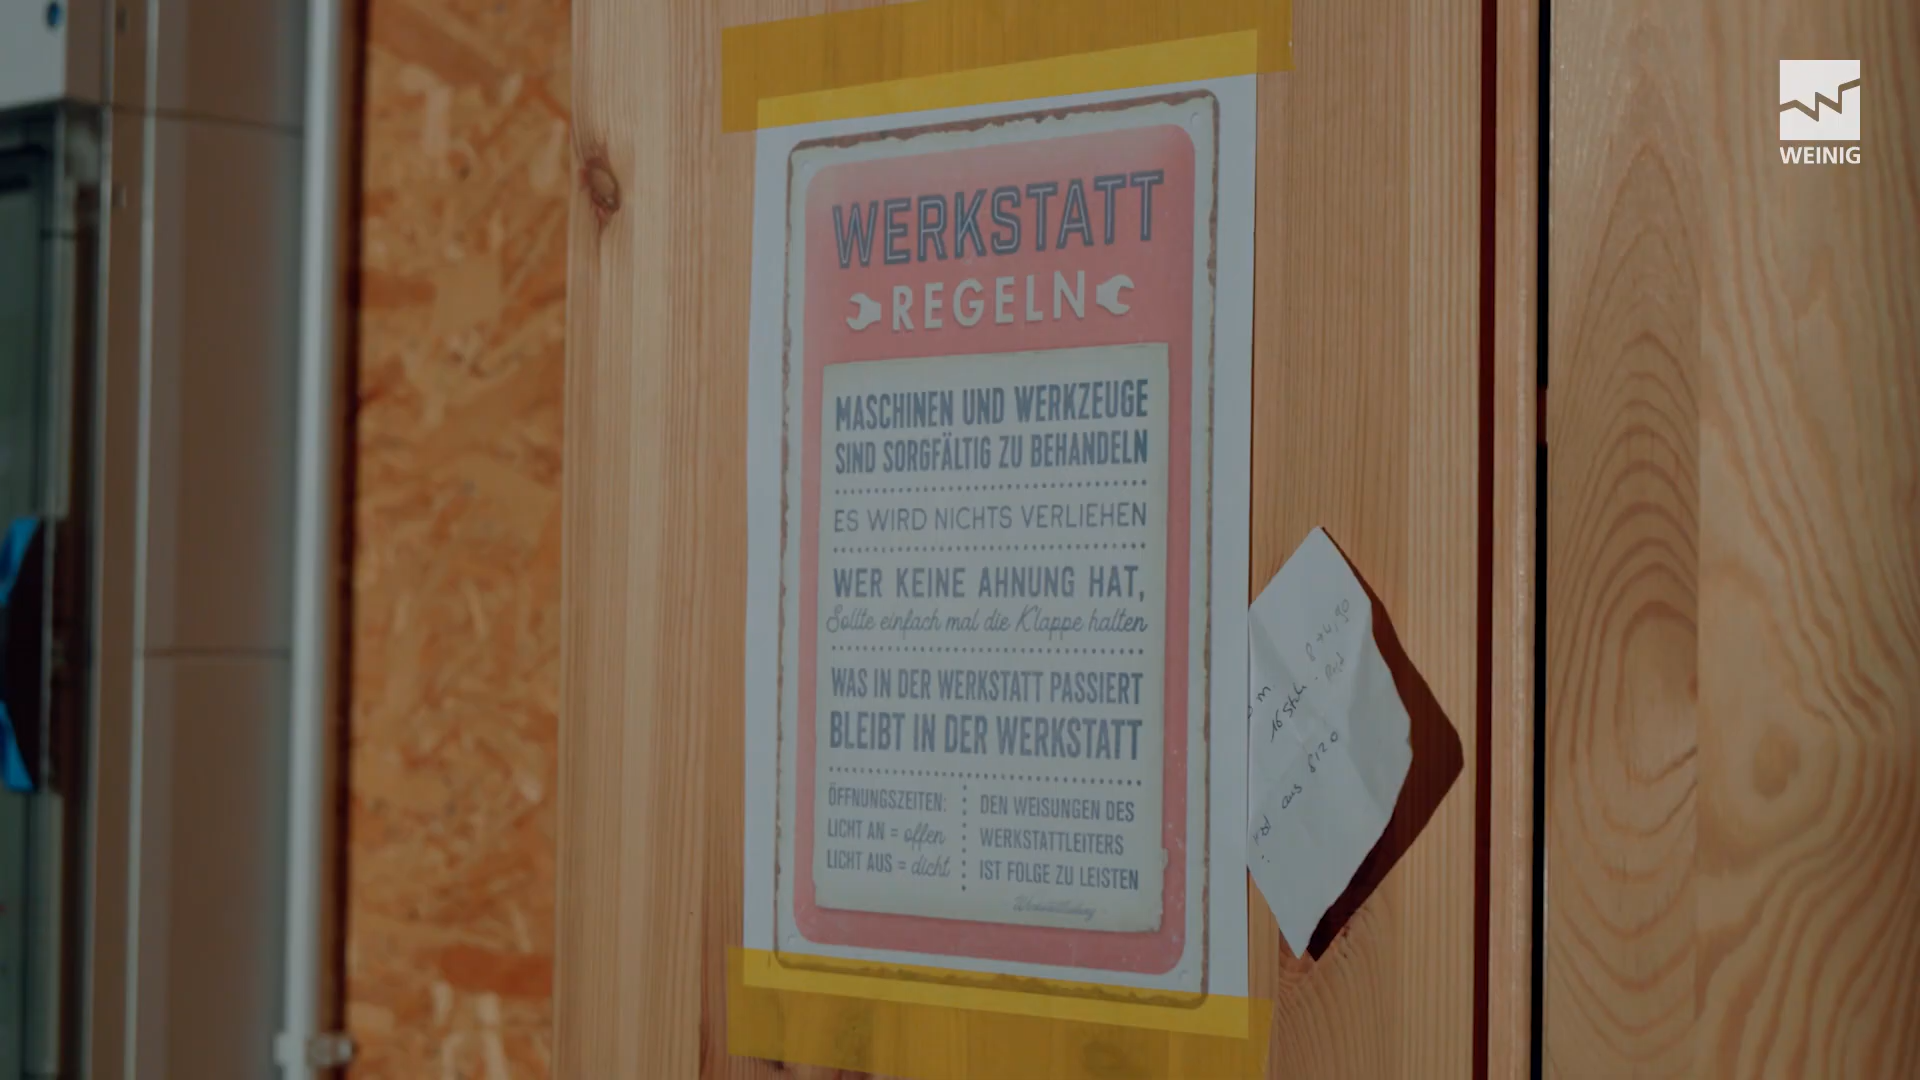 WEINIG
WERKSTATT
REGELN
MASCHINEN UND WERKZEUGE
SIND SORGFÄLTIG ZU BEHANDELN
ES WIRD NICHTS VERLIEHEN
WER KEINE AHNUNG HAT,
Sollte einfach mal die Klappe halten
WAS IN DER WERKSTATT PASSIERT
BLEIBT IN DER WERKSTATT
ÖFFNUNGSZEITEN:
LICHT AN = offen
LICHT AUS = dicht
DEN WEISUNGEN DES
WERKSTATTLEITERS
IST FOLGE ZU LEISTEN
aus 8120